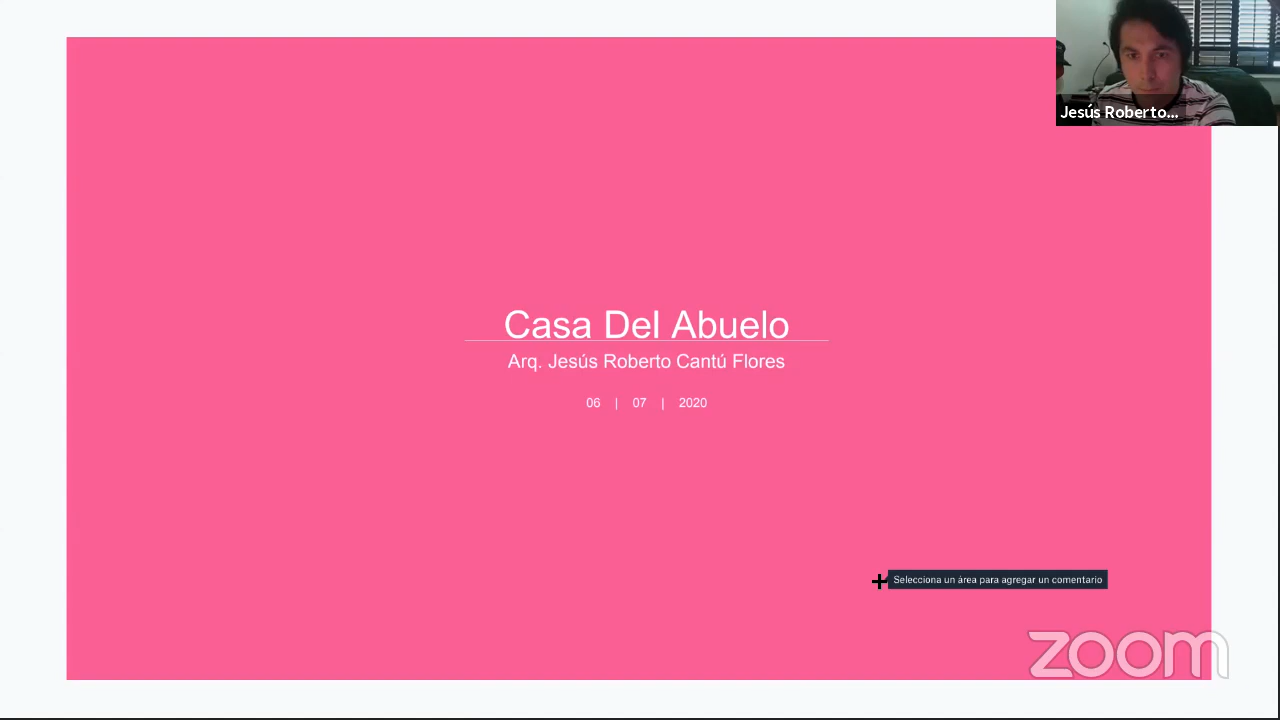 Jesús Roberto...
Casa Del Abuelo
Arq. Jesús Roberto Cantú Flores
06 | 07 | 2020
Selecciona un área para agregar un comentario
zoom